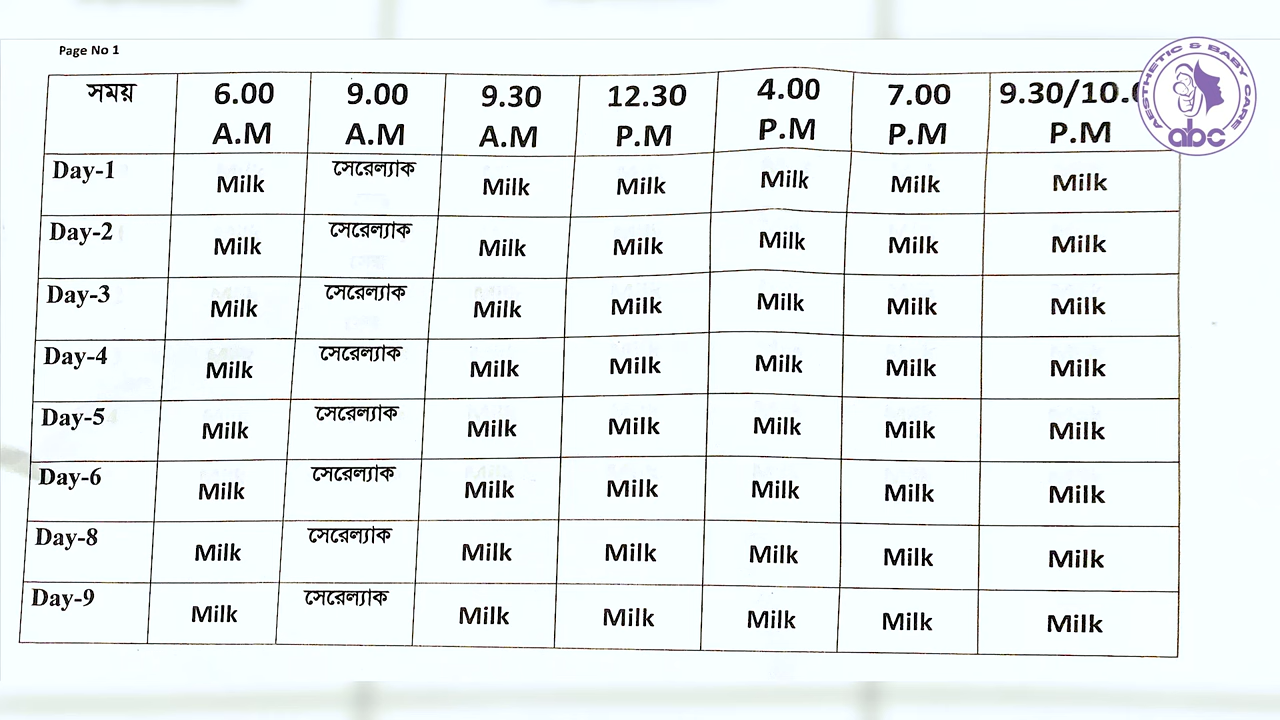 Page No 1
সময় 6.00 A.M 9.00 A.M 9.30 A.M 12.30 P.M 4.00 P.M 7.00 P.M 9.30/10.0 P.M
Day-1 Milk সেরেল্যাক Milk Milk Milk Milk Milk
Day-2 Milk সেরেল্যাক Milk Milk Milk Milk Milk
Day-3 Milk সেরেল্যাক Milk Milk Milk Milk Milk
Day-4 Milk সেরেল্যাক Milk Milk Milk Milk Milk
Day-5 Milk সেরেল্যাক Milk Milk Milk Milk Milk
Day-6 Milk সেরেল্যাক Milk Milk Milk Milk Milk
Day-8 Milk সেরেল্যাক Milk Milk Milk Milk Milk
Day-9 Milk সেরেল্যাক Milk Milk Milk Milk Milk
AESTHETIC & BABY CARE
abc